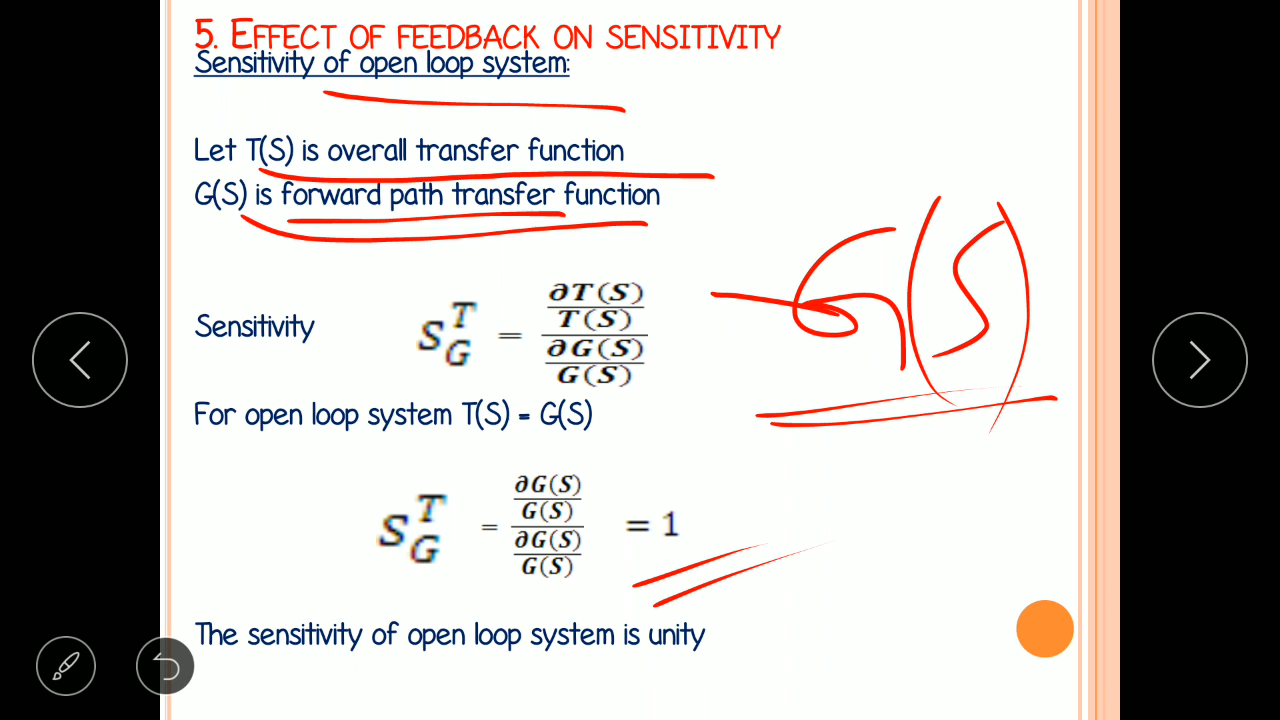 5. EFFECT OF FEEDBACK ON SENSITIVITY
Sensitivity of open loop system:
Let T(S) is overall transfer function
G(S) is forward path transfer function
G(S)
Sensitivity S_G^T = (∂T(S)/T(S))/(∂G(S)/G(S))
For open loop system T(S) = G(S)
S_G^T = (∂G(S)/G(S))/(∂G(S)/G(S)) = 1
The sensitivity of open loop system is unity